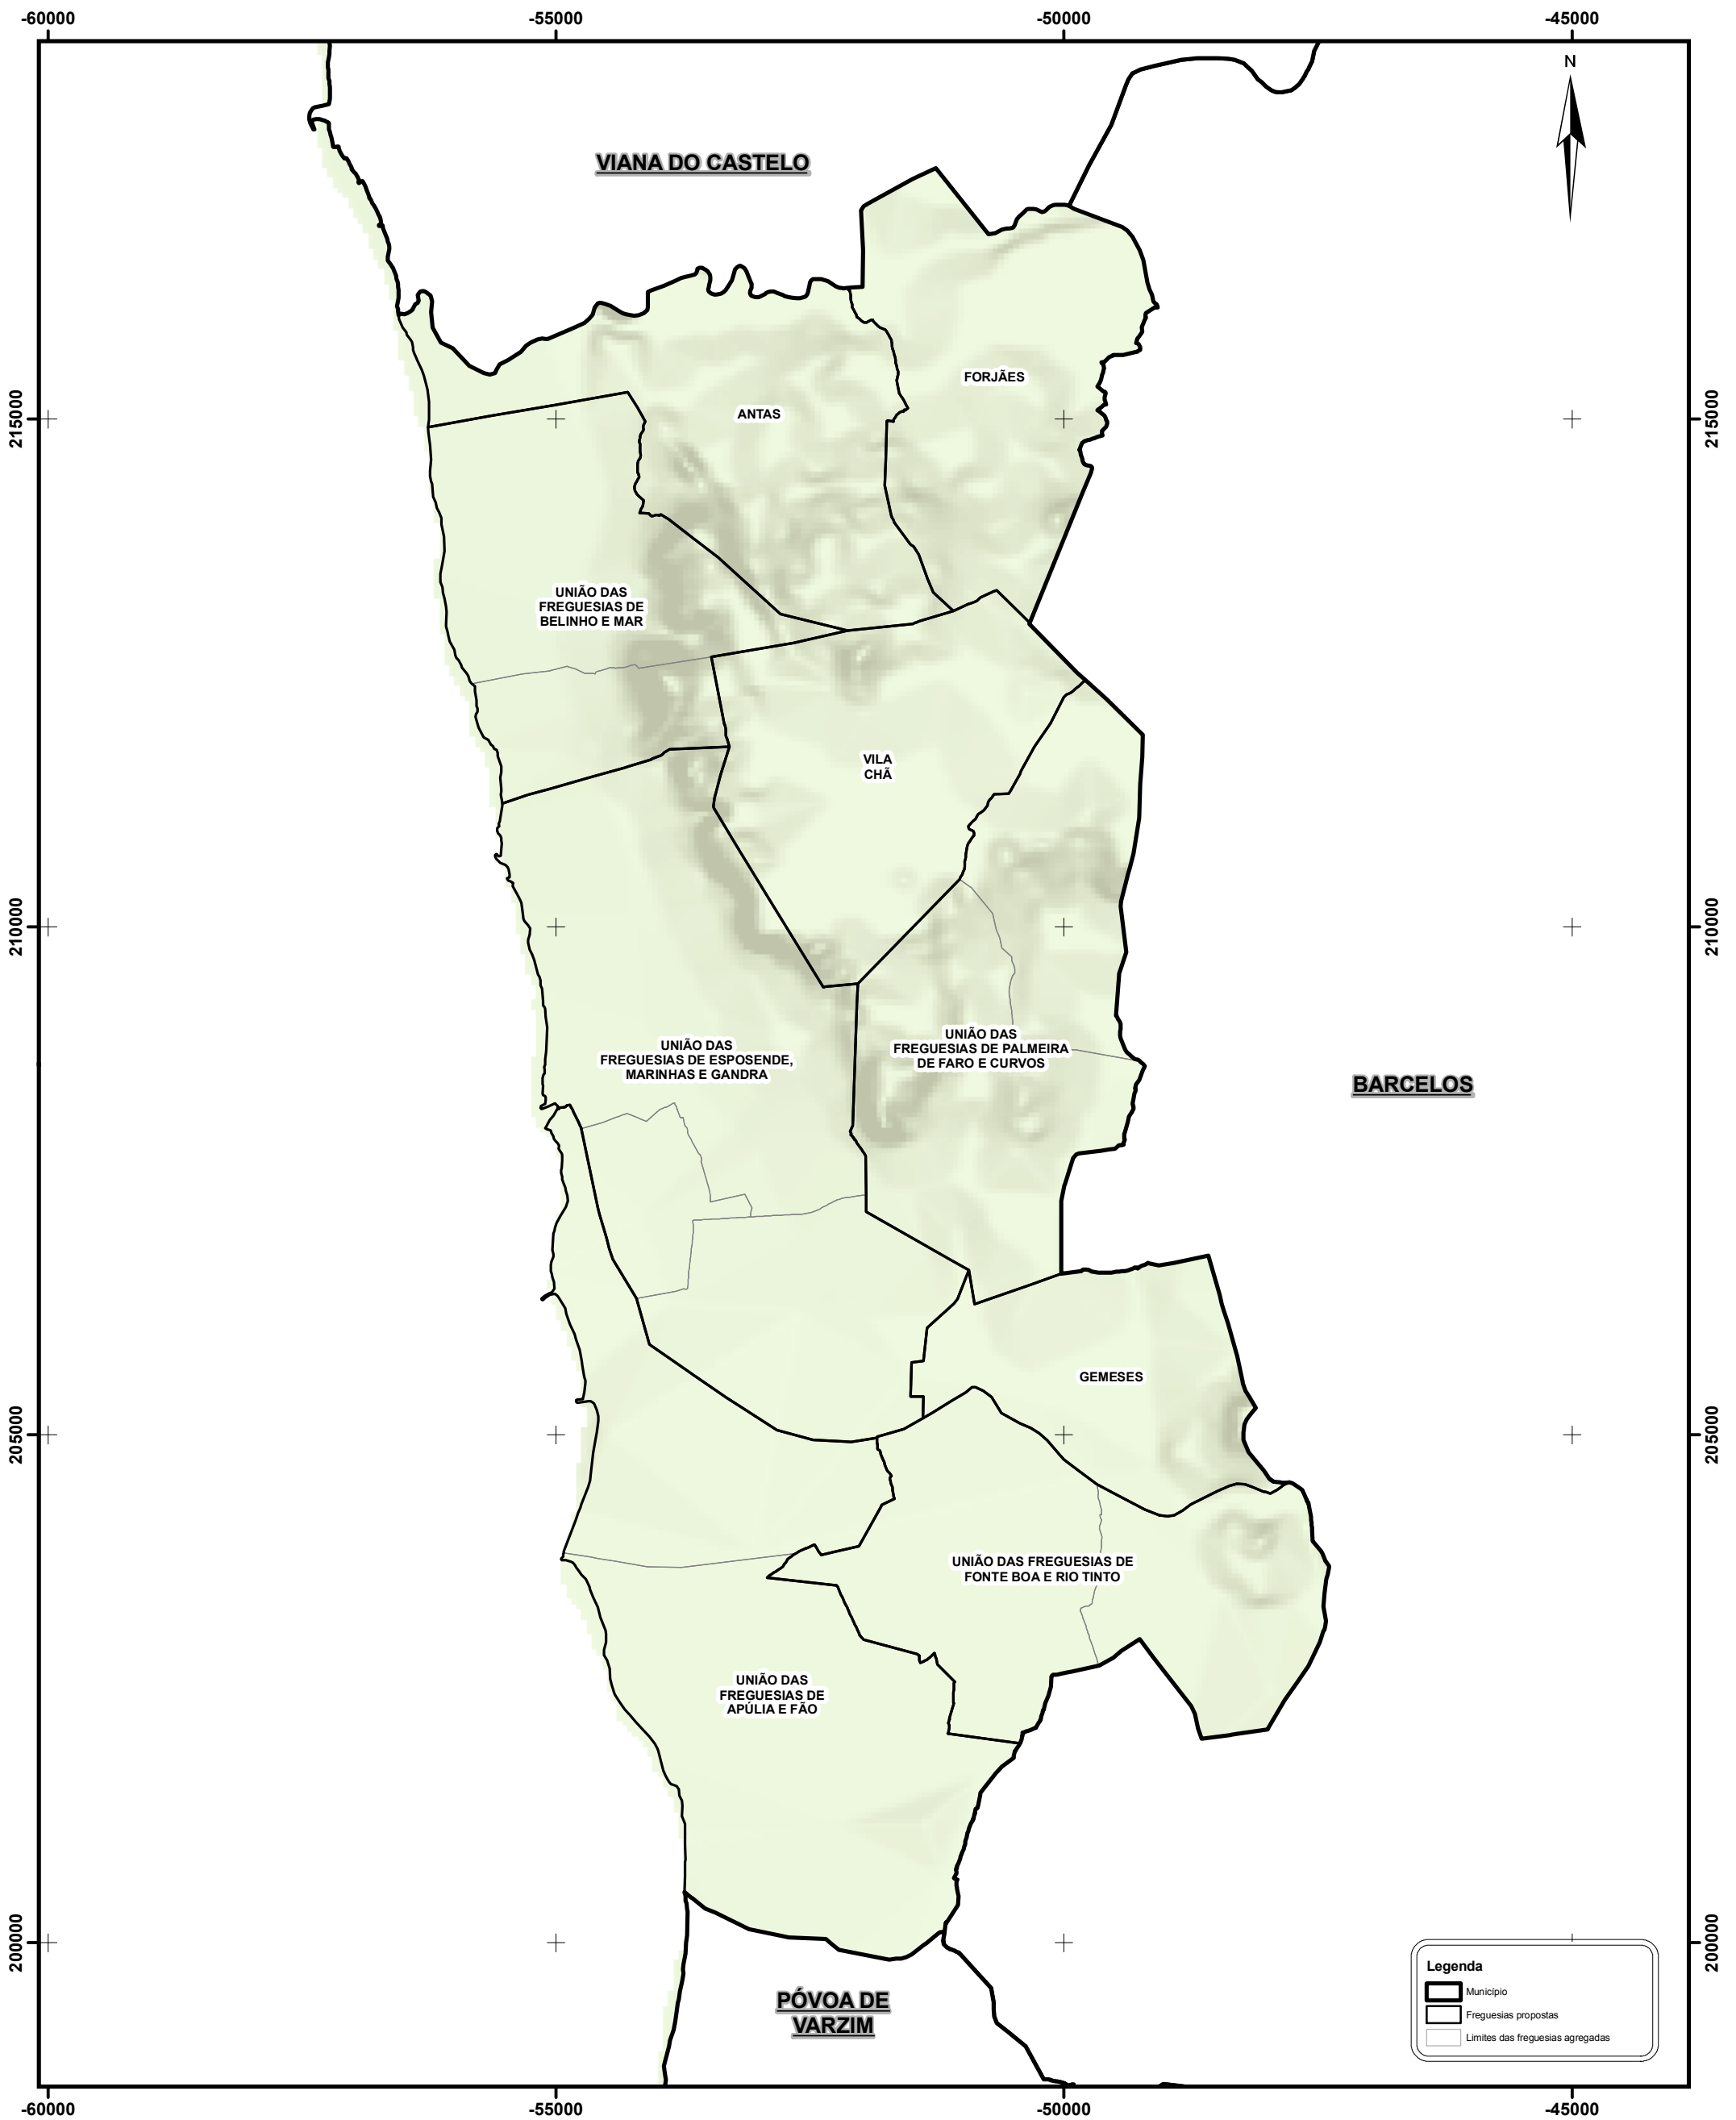 -60000
-55000
-50000
-45000
N
VIANA DO CASTELO
FORJÃES
ANTAS
215000
215000
UNIÃO DAS
FREGUESIAS DE
BELINHO E MAR
VILA
CHÃ
210000
210000
UNIÃO DAS
FREGUESIAS DE ESPOSENDE,
MARINHAS E GANDRA
UNIÃO DAS
FREGUESIAS DE PALMEIRA
DE FARO E CURVOS
BARCELOS
GEMESES
205000
205000
UNIÃO DAS FREGUESIAS DE
FONTE BOA E RIO TINTO
UNIÃO DAS
FREGUESIAS DE
APÚLIA E FÃO
200000
200000
PÓVOA DE
VARZIM
Legenda
Município
Freguesias propostas
Limites das freguesias agregadas
-60000
-55000
-50000
-45000